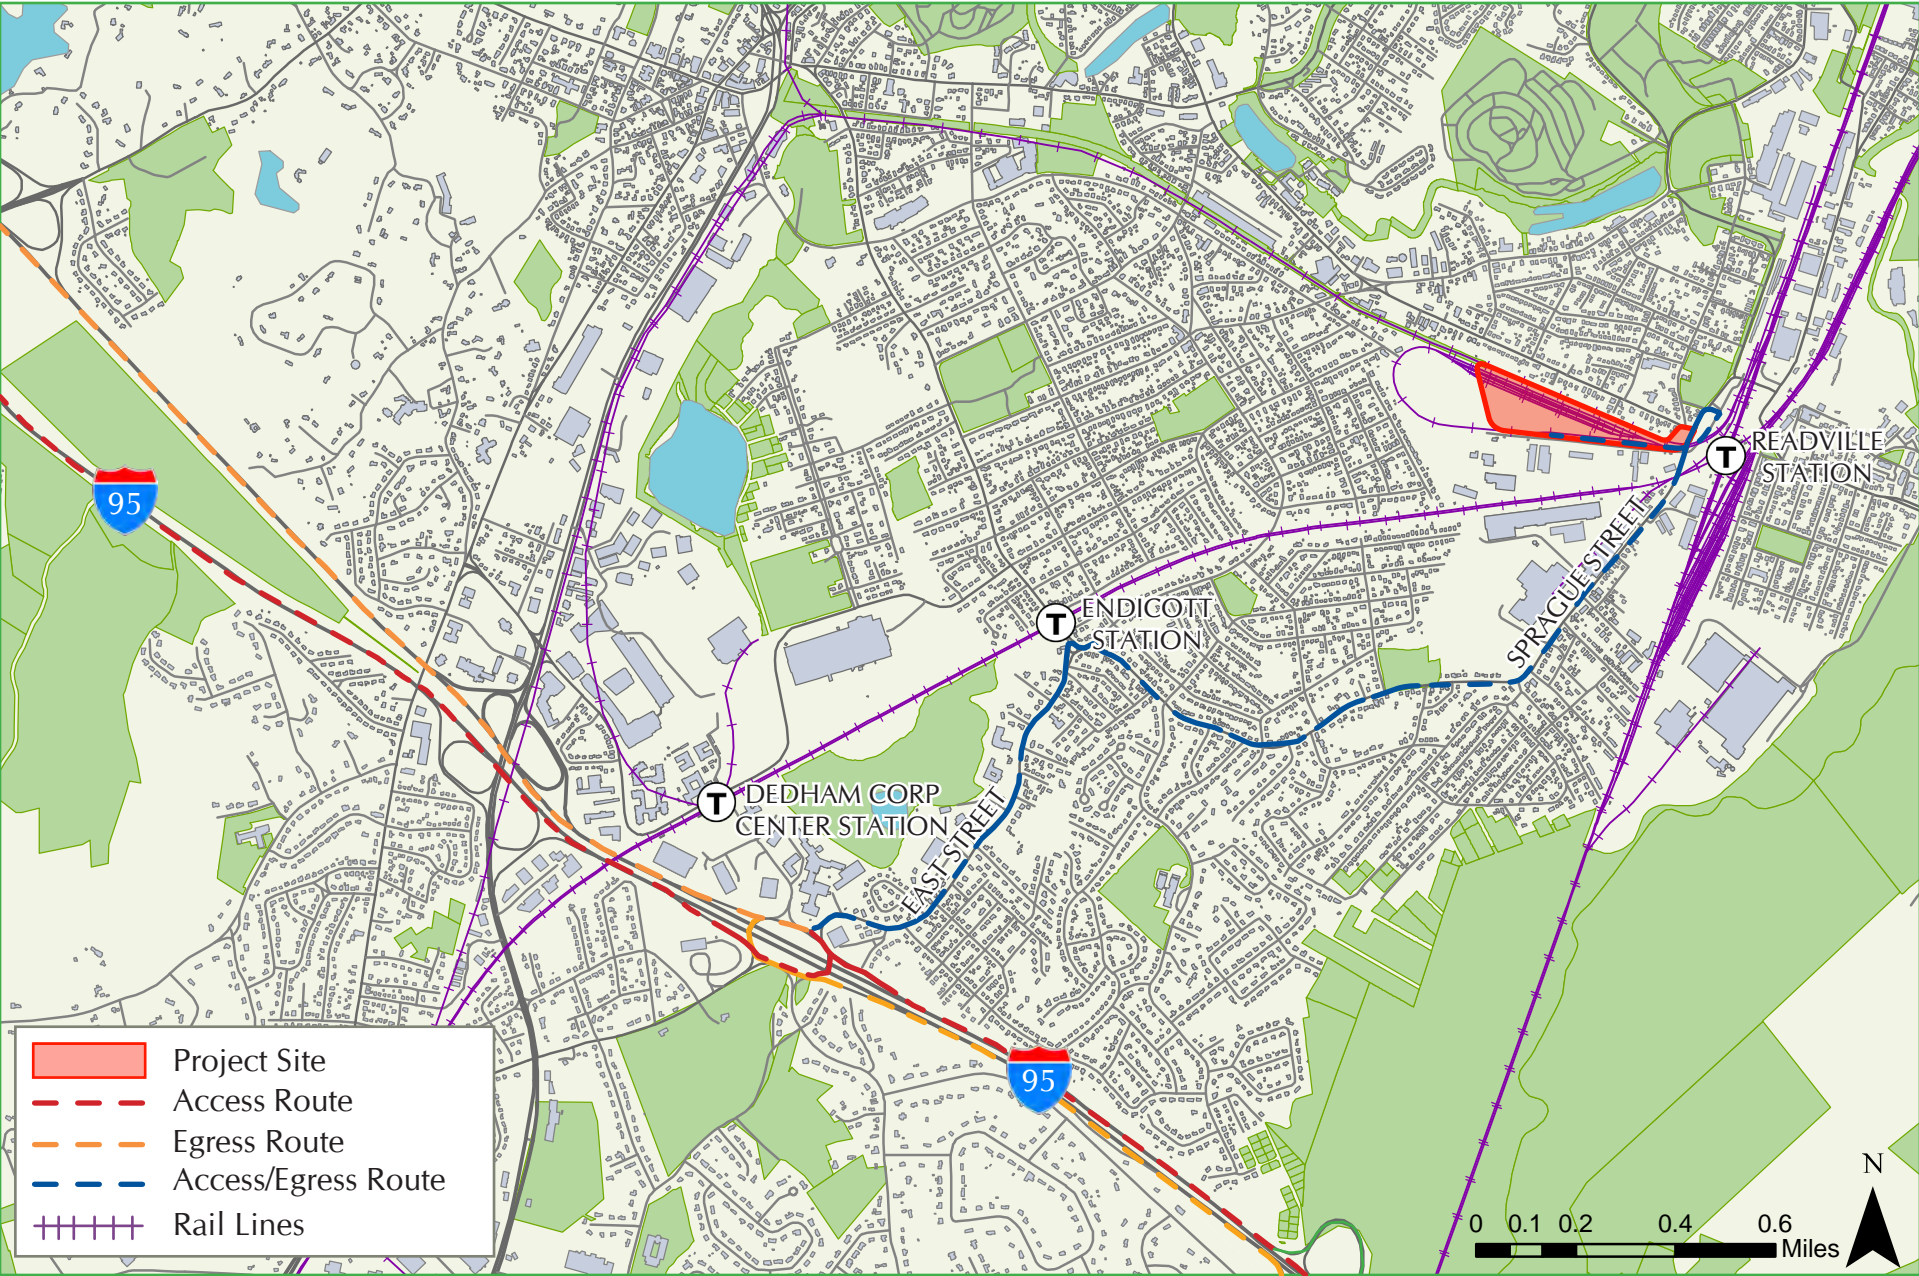 READVILLE
STATION
95
SPRAGUE STREET
T
T
ENDICOTT
STATION
T
DEDHAM CORP
CENTER STATION
EAST STREET
95
Project Site
Access Route
Egress Route
Access/Egress Route
Rail Lines
N
0 0.1 0.2 0.4 0.6
Miles